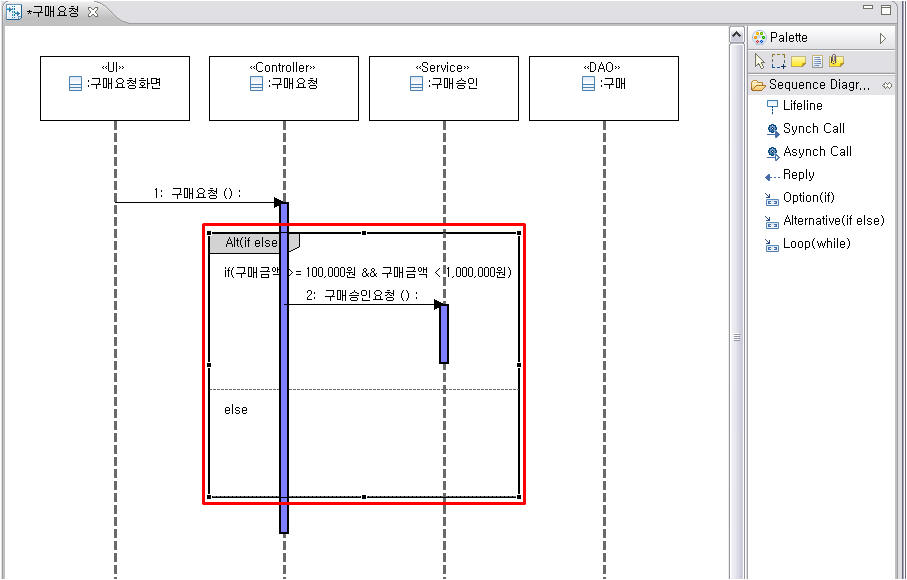 *구매요청
«UI»
:구매요청화면
«Controller»
:구매요청
«Service»
:구매승인
«DAO»
:구매
1: 구매요청 () :
Alt(if else
if(구매금액 >= 100,000원 && 구매금액 < 1,000,000원)
2: 구매승인요청 () :
else
Palette
Sequence Diagr...
Lifeline
Synch Call
Asynch Call
Reply
Option(if)
Alternative(if else)
Loop(while)